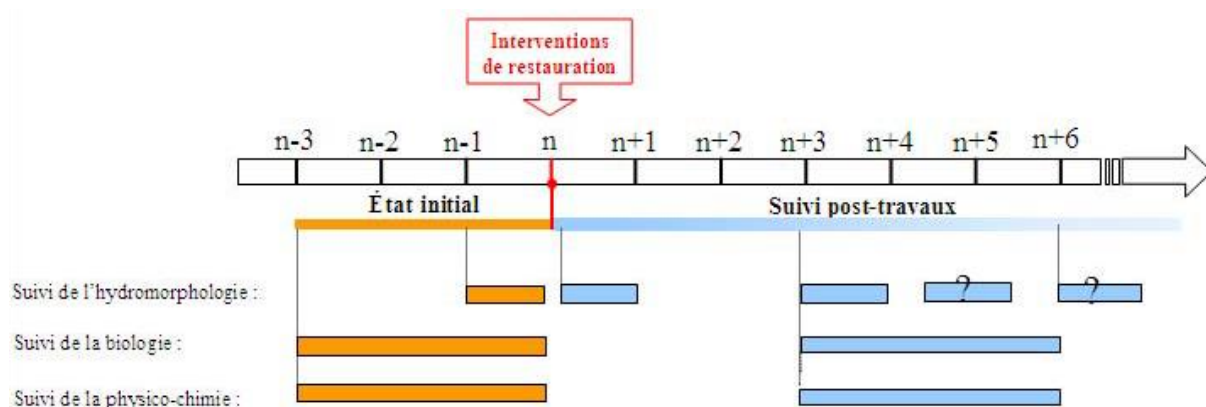 Interventions
de restauration
n-3 n-2 n-1 n n+1 n+2 n+3 n+4 n+5 n+6
État initial Suivi post-travaux
Suivi de l'hydromorphologie : ? ?
Suivi de la biologie :
Suivi de la physico-chimie :